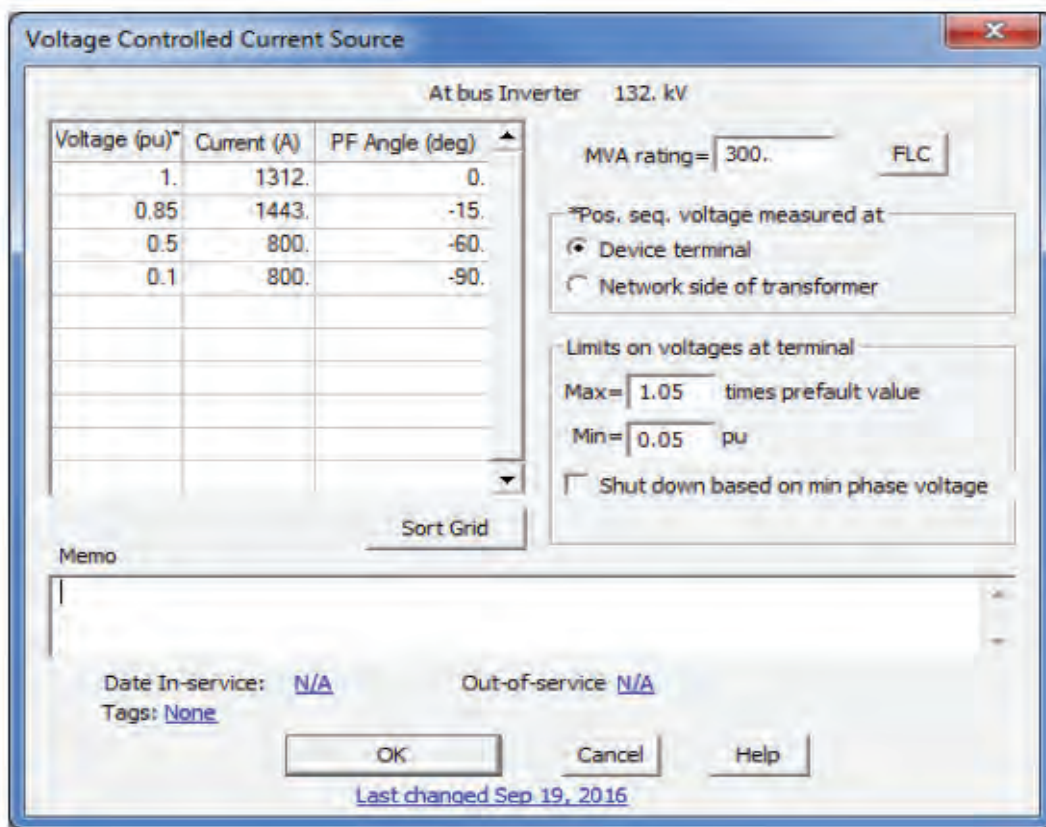 Voltage Controlled Current Source
At bus Inverter 132. kV
Voltage (pu)* Current (A) PF Angle (deg)
1. 1312. 0.
0.85 1443. -15.
0.5 800. -60.
0.1 800. -90.
Sort Grid
MVA rating= 300. FLC
*Pos. seq. voltage measured at
Device terminal
Network side of transformer
Limits on voltages at terminal
Max= 1.05 times prefault value
Min= 0.05 pu
Shut down based on min phase voltage
Memo
Date In-service: N/A Out-of-service N/A
Tags: None
OK Cancel Help
Last changed Sep 19, 2016